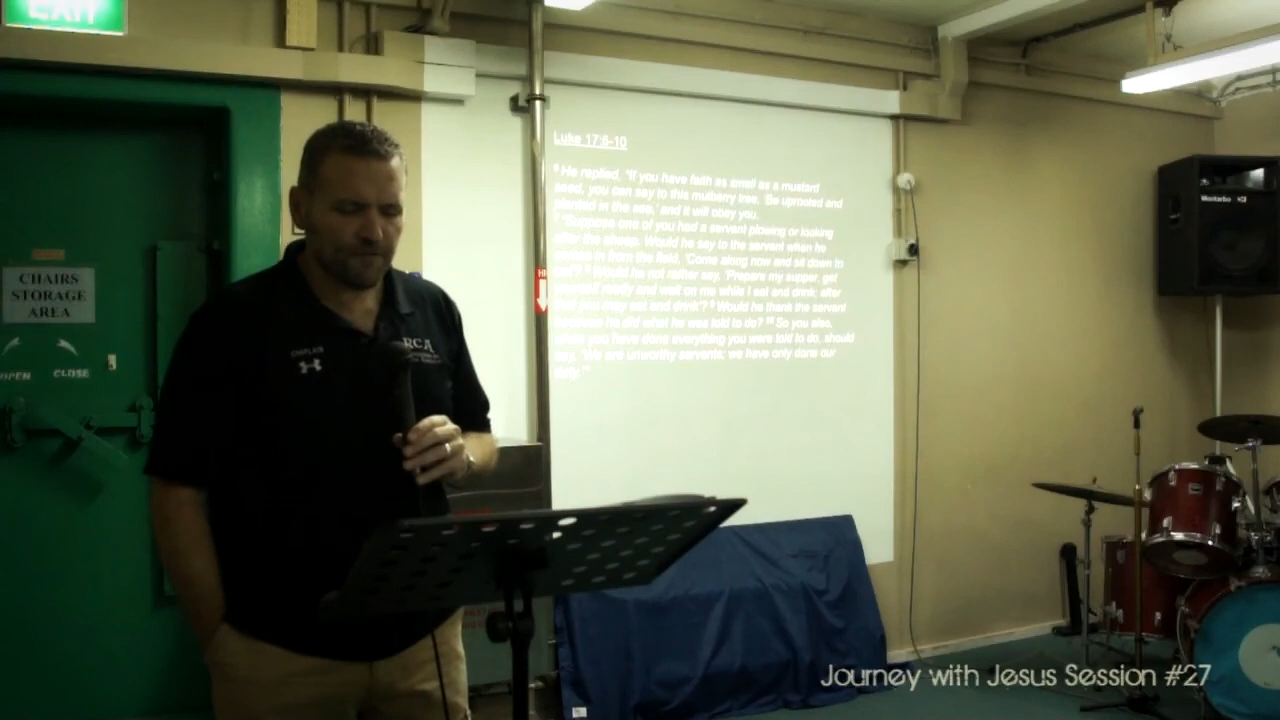 EXIT
CHAIRS
STORAGE
AREA
OPEN CLOSE
CHAPLAIN
RCA
Luke 17:6-10
6 He replied, "If you have faith as small as a mustard
seed, you can say to this mulberry tree, 'Be uprooted and
planted in the sea,' and it will obey you.
7 "Suppose one of you had a servant plowing or looking
after the sheep. Would he say to the servant when he
comes in from the field, 'Come along now and sit down to
eat'? 8 Would he not rather say, 'Prepare my supper, get
yourself ready and wait on me while I eat and drink; after
that you may eat and drink'? 9 Would he thank the servant
because he did what he was told to do? 10 So you also,
when you have done everything you were told to do, should
say, 'We are unworthy servants; we have only done our
duty.'"
Montarbo
Journey with Jesus Session #27